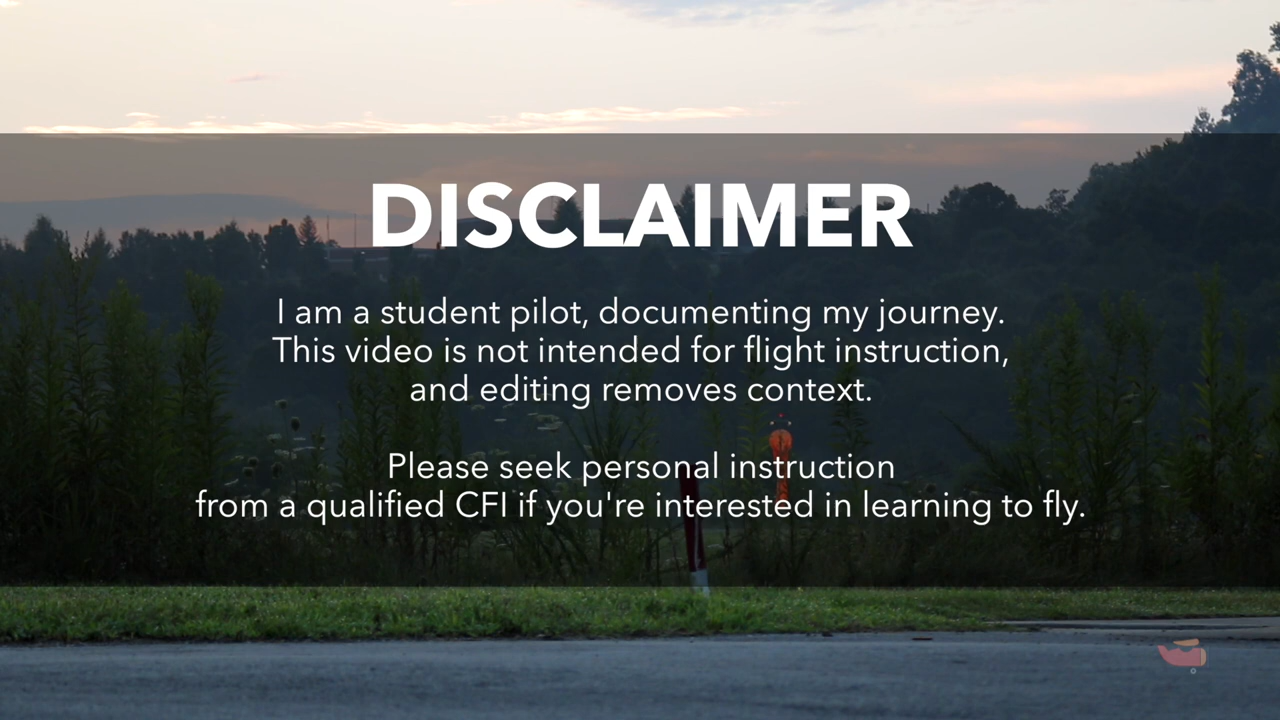 DISCLAIMER
I am a student pilot, documenting my journey.
This video is not intended for flight instruction,
and editing removes context.
Please seek personal instruction
from a qualified CFI if you're interested in learning to fly.